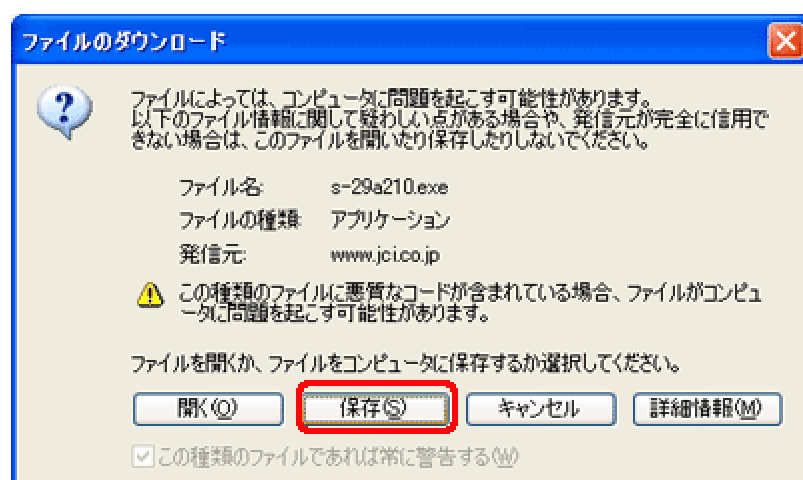 ファイルのダウンロード
ファイルによっては、コンピュータに問題を起こす可能性があります。
以下のファイル情報に関して疑わしい点がある場合や、発信元が完全に信用で
きない場合は、このファイルを開いたり保存したりしないでください。
ファイル名: s-29a210.exe
ファイルの種類: アプリケーション
発信元: www.jci.co.jp
この種類のファイルに悪質なコードが含まれている場合、ファイルがコンピュ
ータに問題を起こす可能性があります。
ファイルを開くか、ファイルをコンピュータに保存するか選択してください。
開く(O) 保存(S) キャンセル 詳細情報(M)
この種類のファイルであれば常に警告する(W)